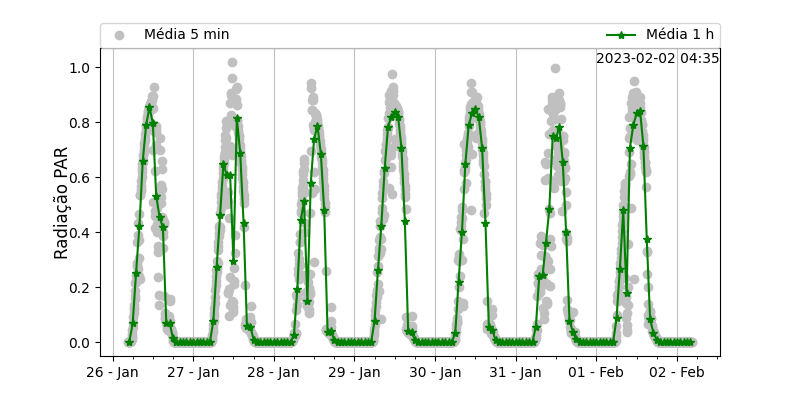 Média 5 min
Média 1 h
2023-02-02 04:35
Radiação PAR
1.0
0.8
0.6
0.4
0.2
0.0
26 - Jan
27 - Jan
28 - Jan
29 - Jan
30 - Jan
31 - Jan
01 - Feb
02 - Feb